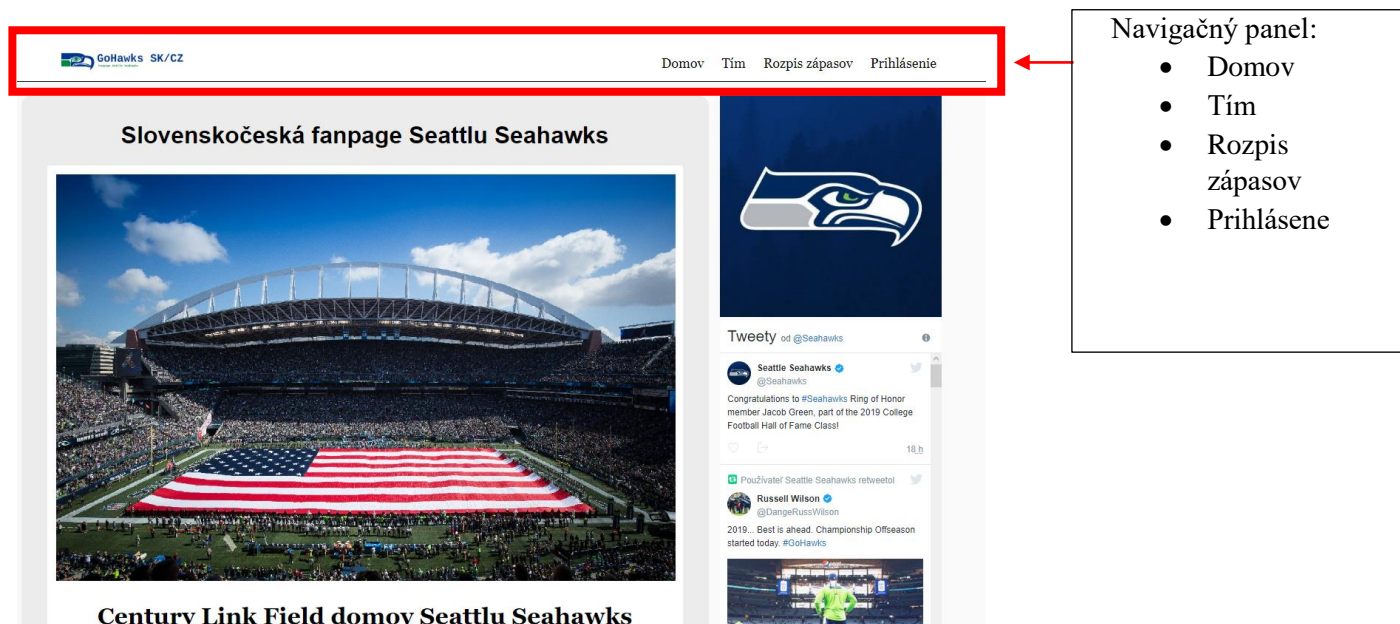 GoHawks SK/CZ
Domov Tím Rozpis zápasov Prihlásenie
Navigačný panel:
• Domov
• Tím
• Rozpis
zápasov
• Prihlásene
Slovenskočeská fanpage Seattlu Seahawks
Century Link Field domov Seattlu Seahawks
Tweety od @Seahawks
Seattle Seahawks
@Seahawks
Congratulations to #Seahawks Ring of Honor
member Jacob Green, part of the 2019 College
Football Hall of Fame Class!
18 h
Používateľ Seattle Seahawks retweetol
Russell Wilson
@DangeRussWilson
2019... Best is ahead. Championship Offseason
started today. #GoHawks